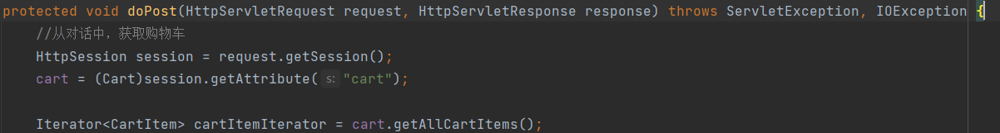 protected void doPost(HttpServletRequest request, HttpServletResponse response) throws ServletException, IOException {
//从对话中，获取购物车
HttpSession session = request.getSession();
cart = (Cart)session.getAttribute( s: "cart");
Iterator<CartItem> cartItemIterator = cart.getAllCartItems();